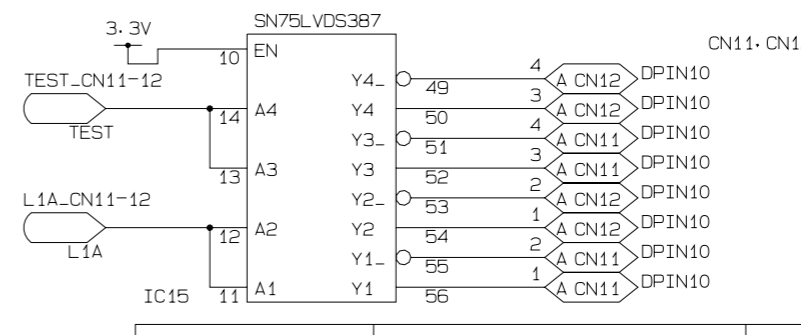 SN75LVDS387
3.3V
CN11, CN1
10 EN
TEST_CN11-12
Y4_ 49 4 A CN12 DPIN10
14 A4 Y4 50 3 A CN12 DPIN10
TEST
Y3_ 51 4 A CN11 DPIN10
13 A3 Y3 52 3 A CN11 DPIN10
L1A_CN11-12
Y2_ 53 2 A CN12 DPIN10
12 A2 Y2 54 1 A CN12 DPIN10
L1A
Y1_ 55 2 A CN11 DPIN10
IC15 11 A1 Y1 56 1 A CN11 DPIN10